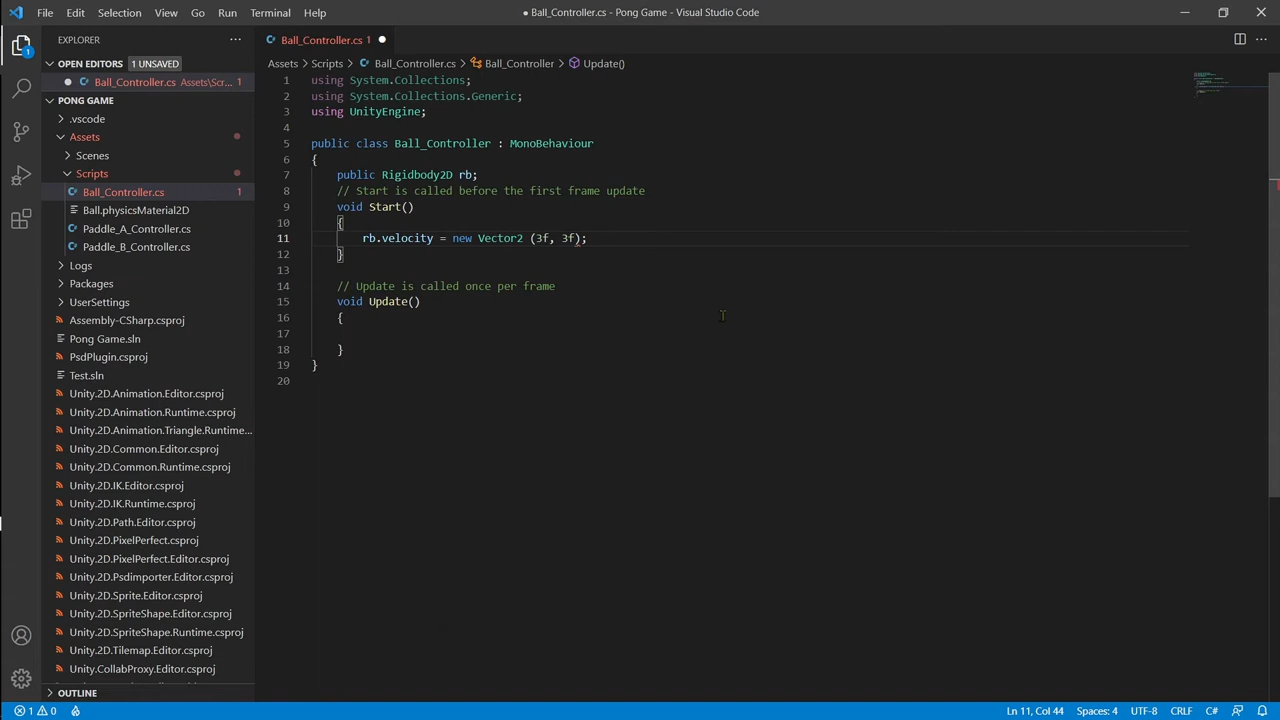 File Edit Selection View Go Run Terminal Help ● Ball_Controller.cs - Pong Game - Visual Studio Code
EXPLORER
Ball_Controller.cs
OPEN EDITORS 1 UNSAVED
Assets > Scripts > Ball_Controller.cs > Ball_Controller > Update()
Ball_Controller.cs Assets\Scr... 1
PONG GAME
.vscode
Assets
Scenes
Scripts
Ball_Controller.cs 1
Ball.physicsMaterial2D
Paddle_A_Controller.cs
Paddle_B_Controller.cs
Logs
Packages
UserSettings
Assembly-CSharp.csproj
Pong Game.sln
PsdPlugin.csproj
Test.sln
Unity.2D.Animation.Editor.csproj
Unity.2D.Animation.Runtime.csproj
Unity.2D.Animation.Triangle.Runtime...
Unity.2D.Common.Editor.csproj
Unity.2D.Common.Runtime.csproj
Unity.2D.IK.Editor.csproj
Unity.2D.IK.Runtime.csproj
Unity.2D.Path.Editor.csproj
Unity.2D.PixelPerfect.csproj
Unity.2D.PixelPerfect.Editor.csproj
Unity.2D.Psdimporter.Editor.csproj
Unity.2D.Sprite.Editor.csproj
Unity.2D.SpriteShape.Editor.csproj
Unity.2D.SpriteShape.Runtime.csproj
Unity.2D.Tilemap.Editor.csproj
Unity.CollabProxy.Editor.csproj
OUTLINE
1 using System.Collections;
2 using System.Collections.Generic;
3 using UnityEngine;
4
5 public class Ball_Controller : MonoBehaviour
6 {
7 public Rigidbody2D rb;
8 // Start is called before the first frame update
9 void Start()
10 {
11 rb.velocity = new Vector2 (3f, 3f);
12 }
13
14 // Update is called once per frame
15 void Update()
16 {
17
18 }
19 }
20
1 0 Ln 11, Col 44 Spaces: 4 UTF-8 CRLF C#
1